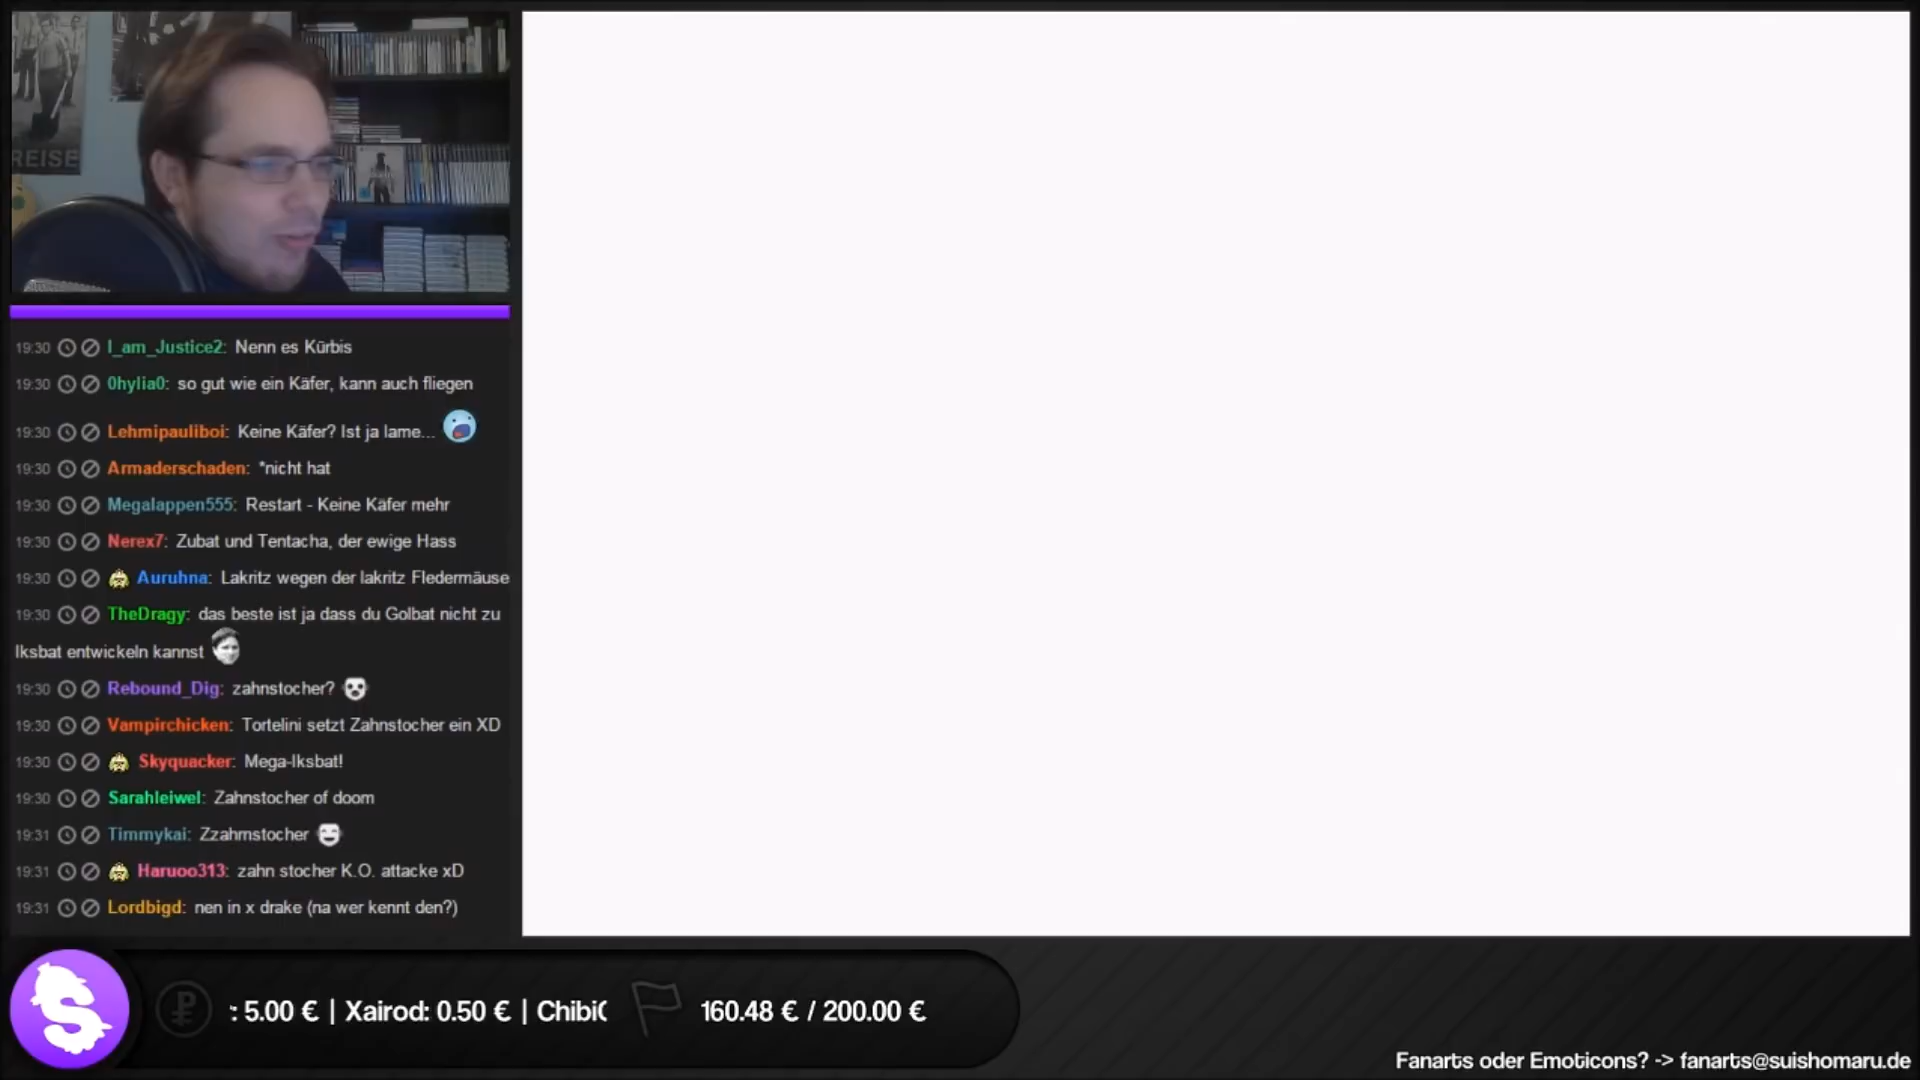 REISE
19:30 I_am_Justice2: Nenn es Kürbis
19:30 0hylia0: so gut wie ein Käfer, kann auch fliegen
19:30 Lehmipauliboi: Keine Käfer? Ist ja lame...
19:30 Armaderschaden: *nicht hat
19:30 Megalappen555: Restart - Keine Käfer mehr
19:30 Nerex7: Zubat und Tentacha, der ewige Hass
19:30 Auruhna: Lakritz wegen der lakritz Fledermäuse
19:30 TheDragy: das beste ist ja dass du Golbat nicht zu
Iksbat entwickeln kannst
19:30 Rebound_Dig: zahnstocher?
19:30 Vampirchicken: Tortelini setzt Zahnstocher ein XD
19:30 Skyquacker: Mega-Iksbat!
19:30 Sarahleiwel: Zahnstocher of doom
19:31 Timmykai: Zzahmstocher
19:31 Haruoo313: zahn stocher K.O. attacke xD
19:31 Lordbigd: nen in x drake (na wer kennt den?)
: 5.00 € | Xairod: 0.50 € | Chibi
160.48 € / 200.00 €
Fanarts oder Emoticons? -> fanarts@suishomaru.de